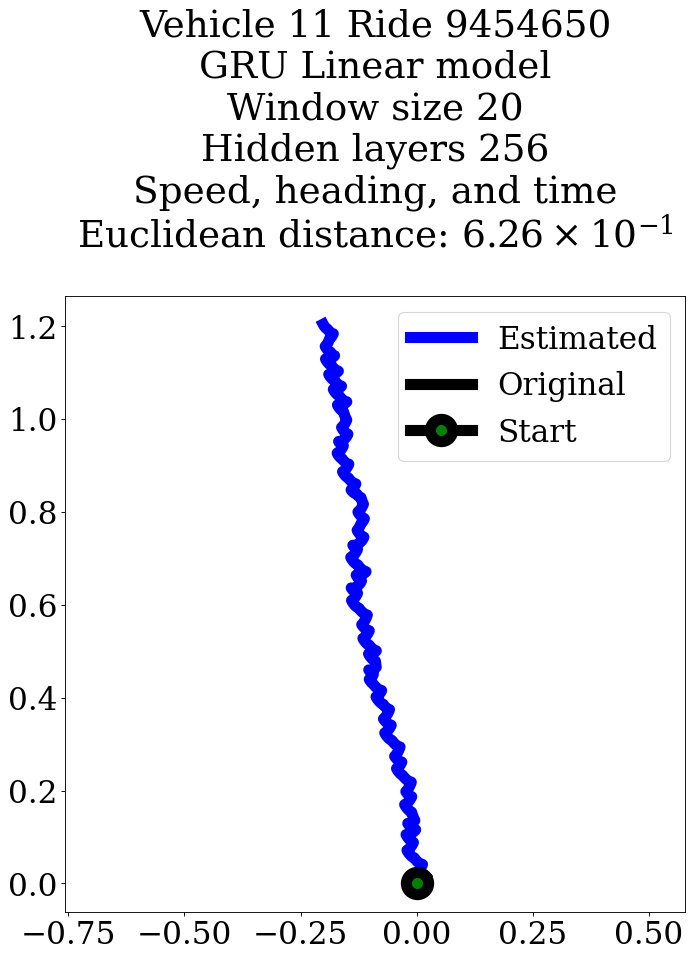 Vehicle 11 Ride 9454650
GRU Linear model
Window size 20
Hidden layers 256
Speed, heading, and time
Euclidean distance: 6.26 × 10⁻¹
Estimated
Original
Start
1.2
1.0
0.8
0.6
0.4
0.2
0.0
−0.75 −0.50 −0.25 0.00 0.25 0.50